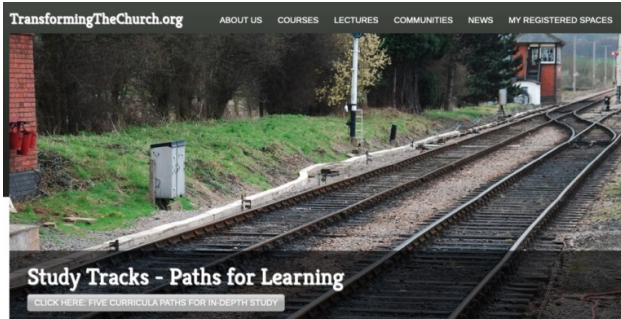 TransformingTheChurch.org
ABOUT US COURSES LECTURES COMMUNITIES NEWS MY REGISTERED SPACES
Study Tracks - Paths for Learning
CLICK HERE: FIVE CURRICULA PATHS FOR IN-DEPTH STUDY